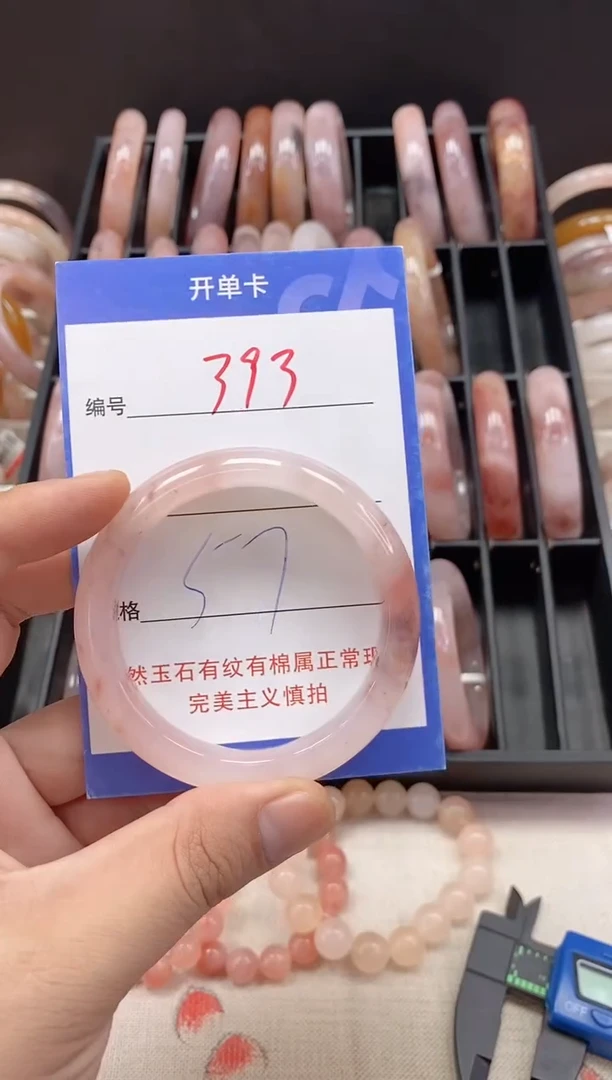 开单卡
编号 393
格 57
然玉石有纹有棉属正常现
完美主义慎拍
OFF